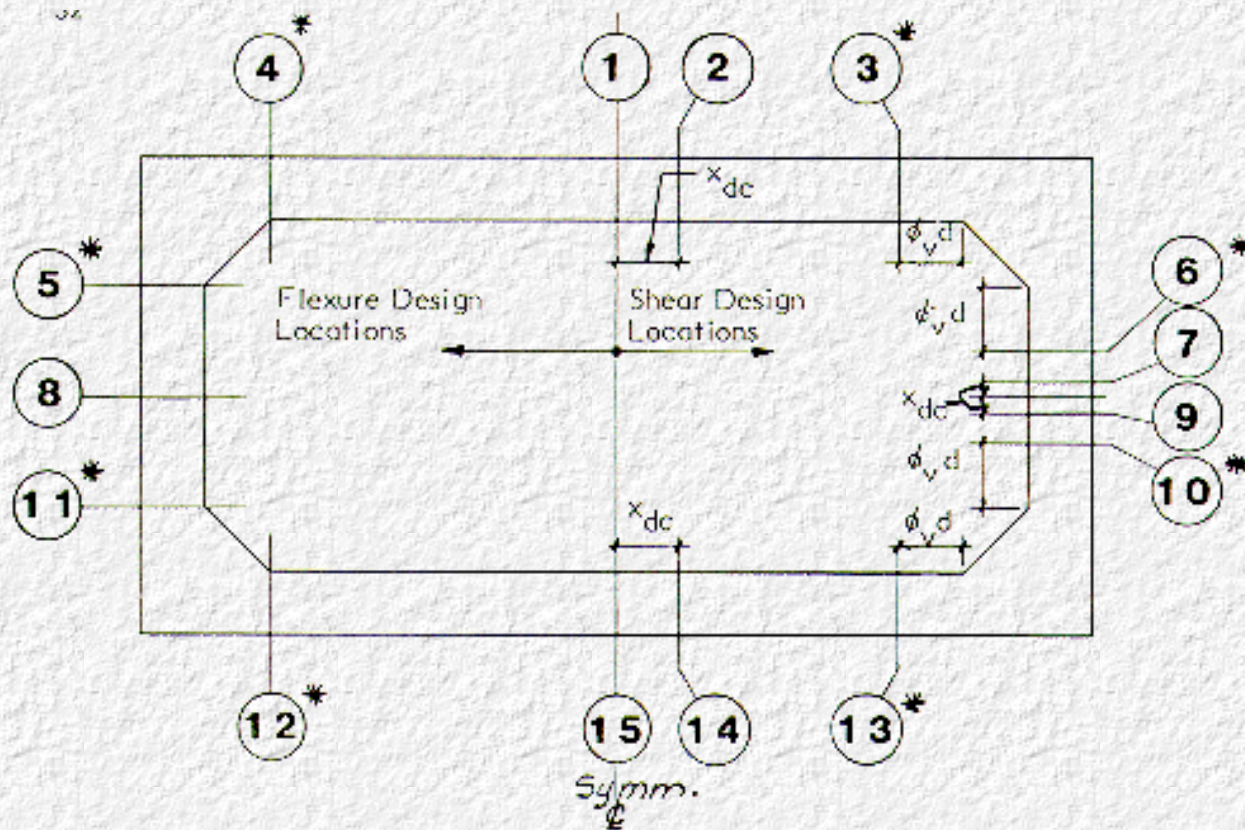 4* 1 2 3*
x_dc
ϕ_v d
5* 6*
Flexure Design
Locations
Shear Design
Locations
ϕ_v d
7
8
x_dc
9
ϕ_v d
11* 10*
x_dc
ϕ_v d
12* 15 14 13*
Symm.
℄